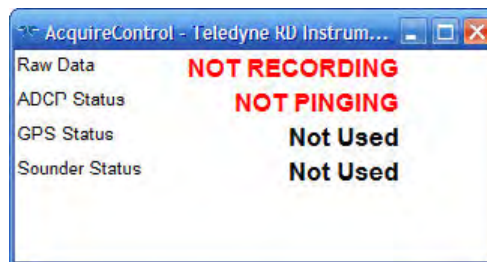 AcquireControl - Teledyne RD Instrum...
Raw Data NOT RECORDING
ADCP Status NOT PINGING
GPS Status Not Used
Sounder Status Not Used